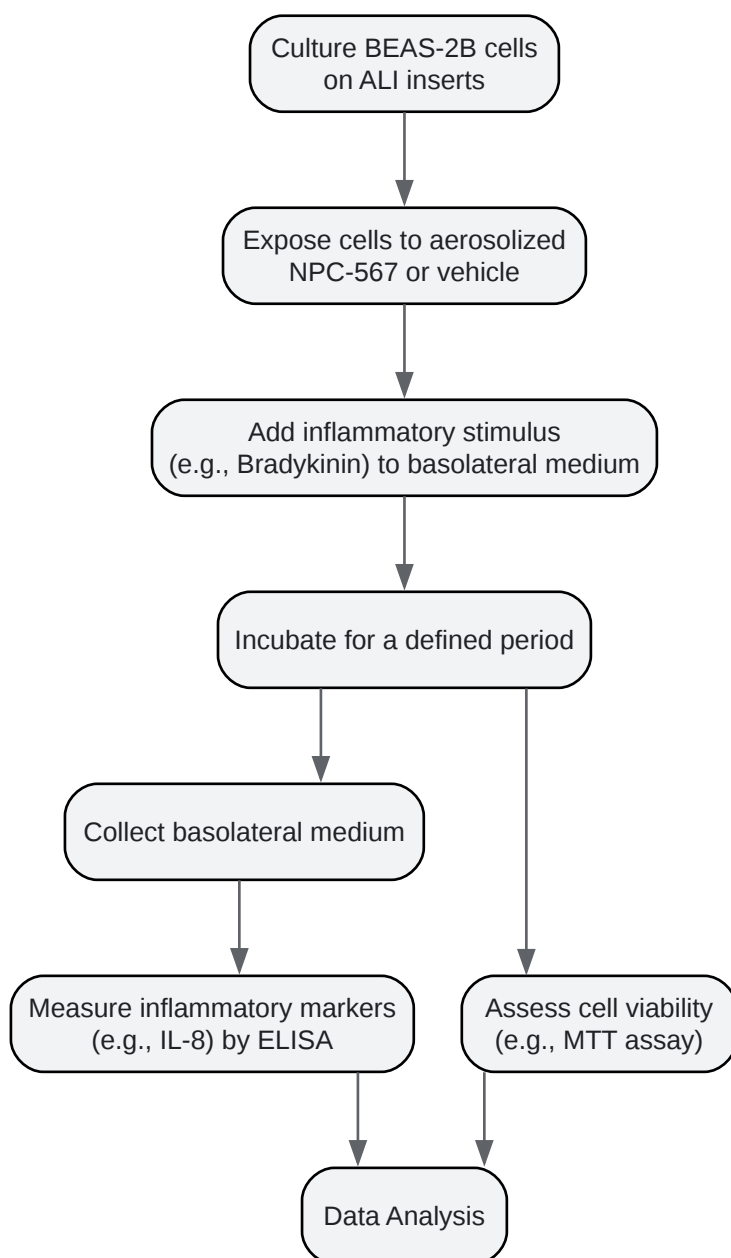 Culture BEAS-2B cells
on ALI inserts
Expose cells to aerosolized
NPC-567 or vehicle
Add inflammatory stimulus
(e.g., Bradykinin) to basolateral medium
Incubate for a defined period
Collect basolateral medium
Measure inflammatory markers
(e.g., IL-8) by ELISA
Assess cell viability
(e.g., MTT assay)
Data Analysis